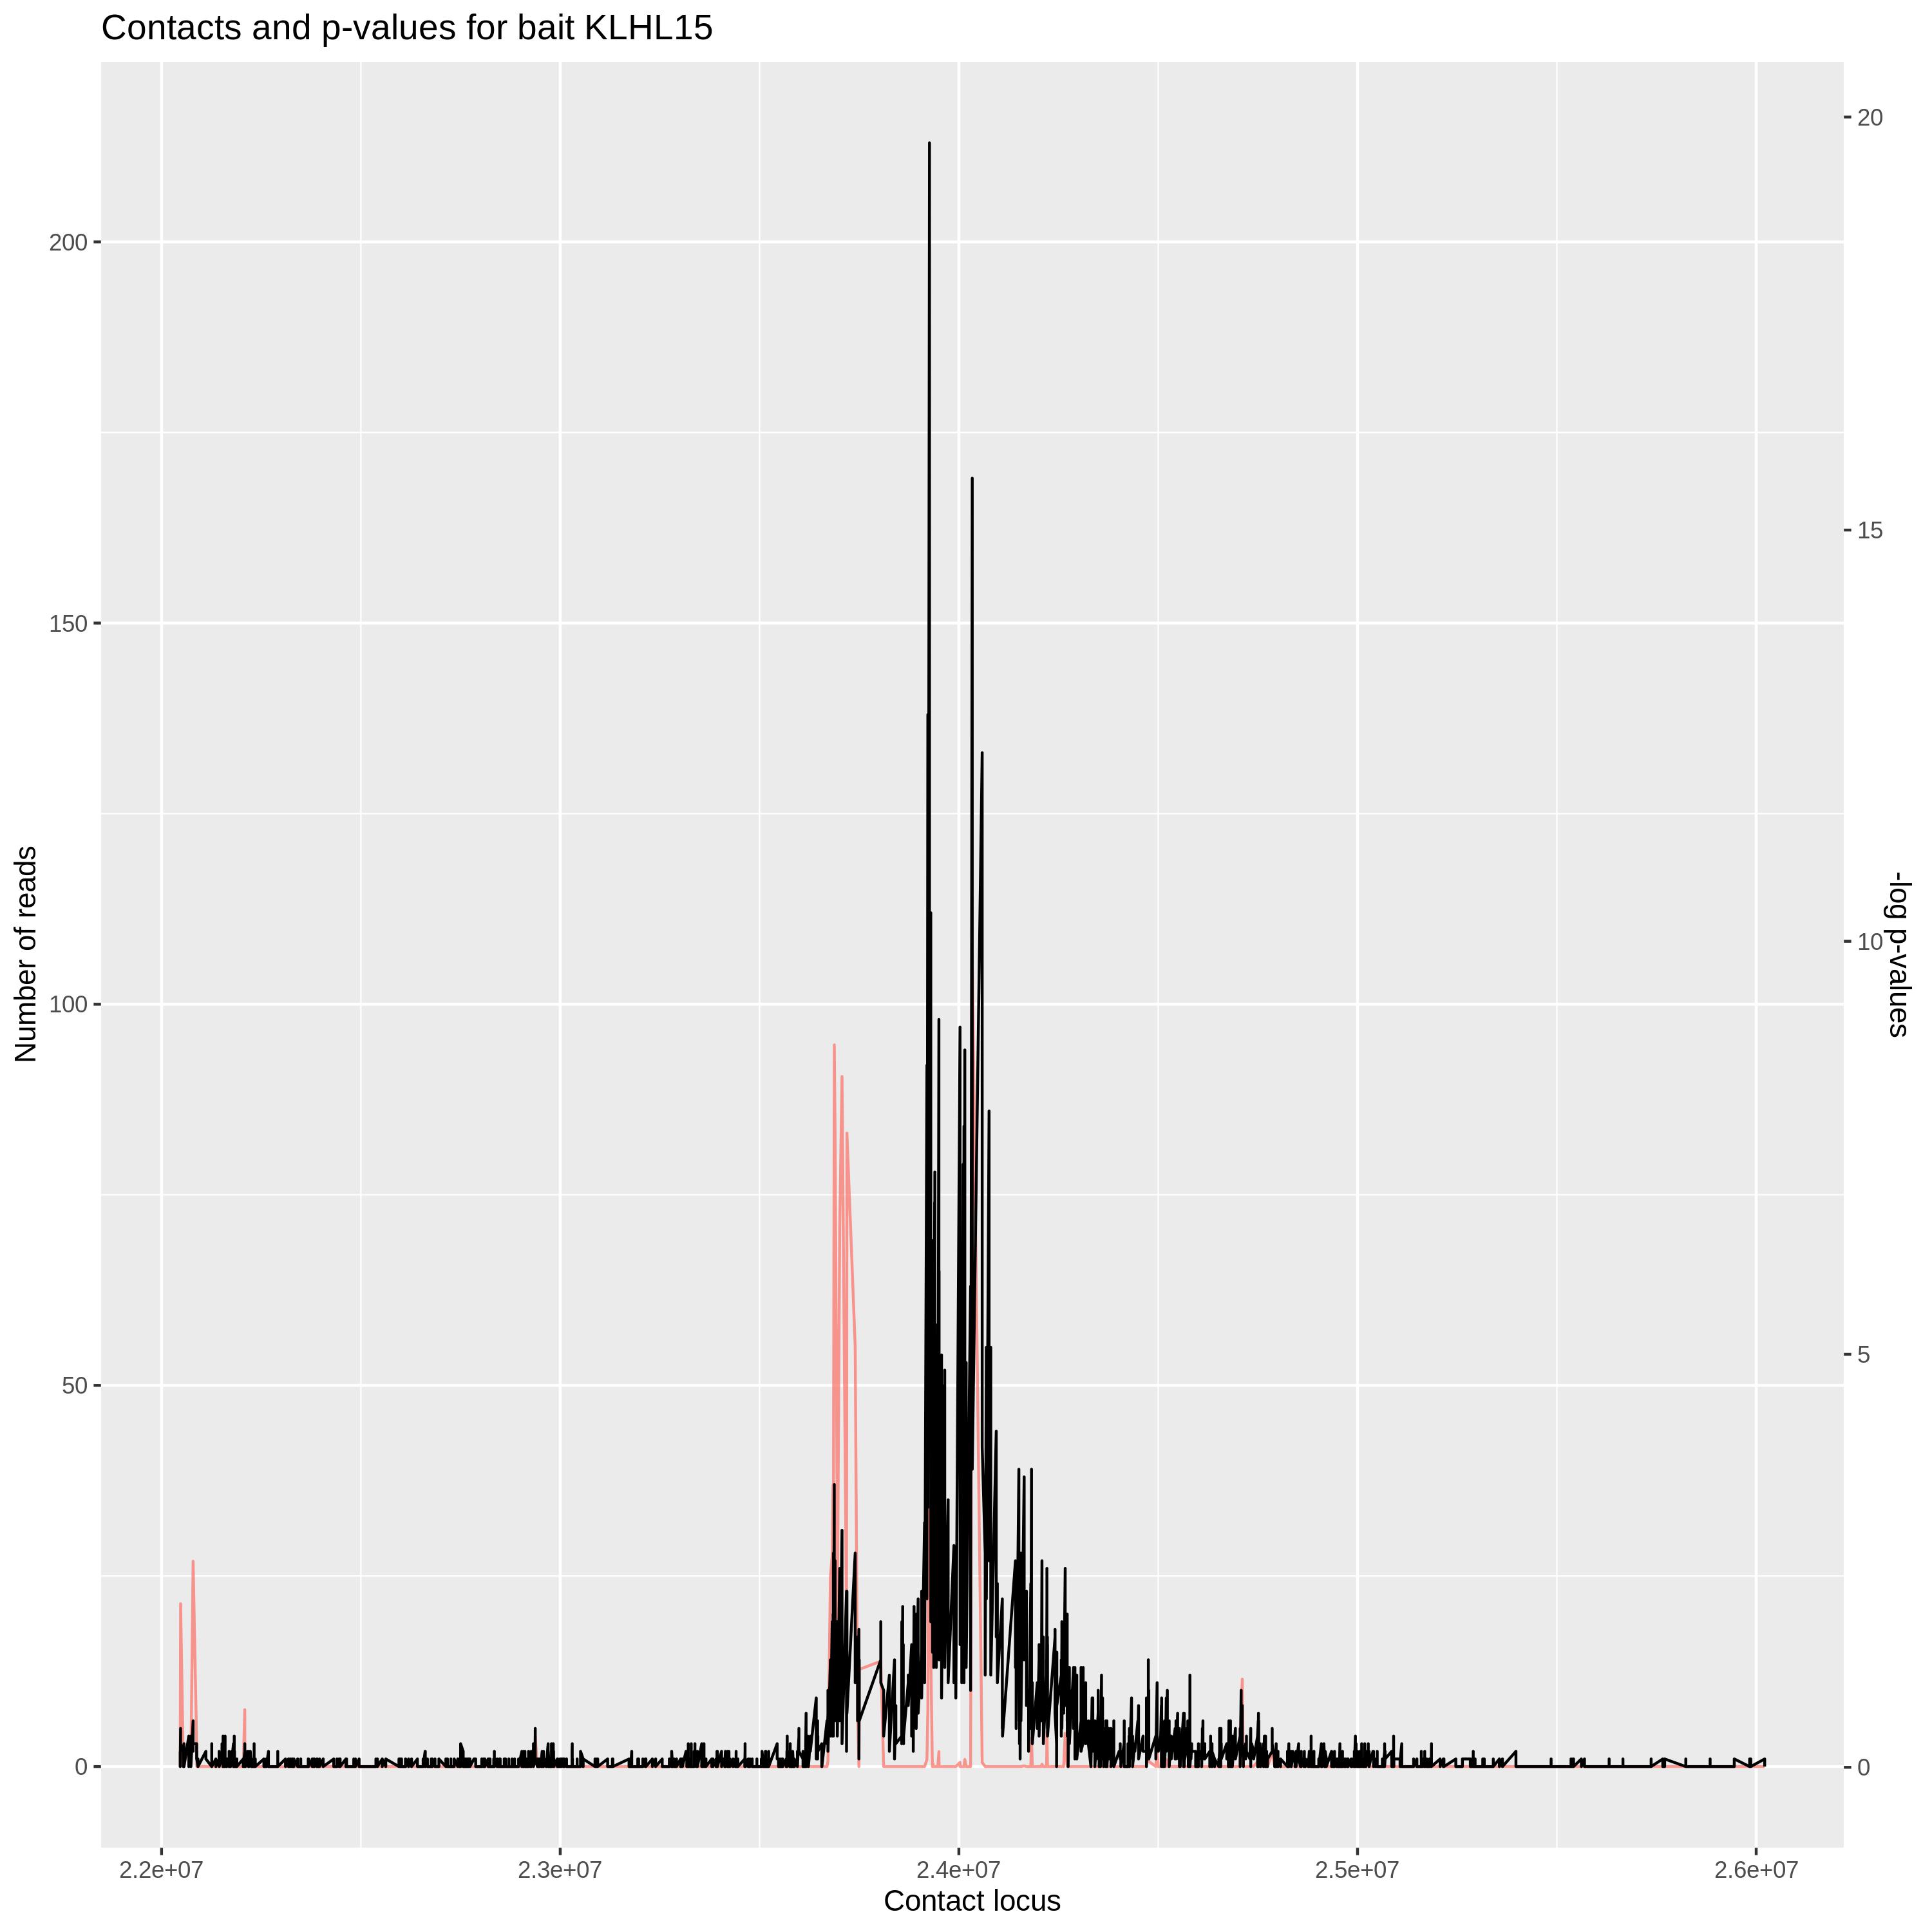 Contacts and p-values for bait KLHL15
20
200
15
150
Number of reads
10
-log p-values
100
5
50
0
0
2.2e+07 2.3e+07 2.4e+07 2.5e+07 2.6e+07
Contact locus